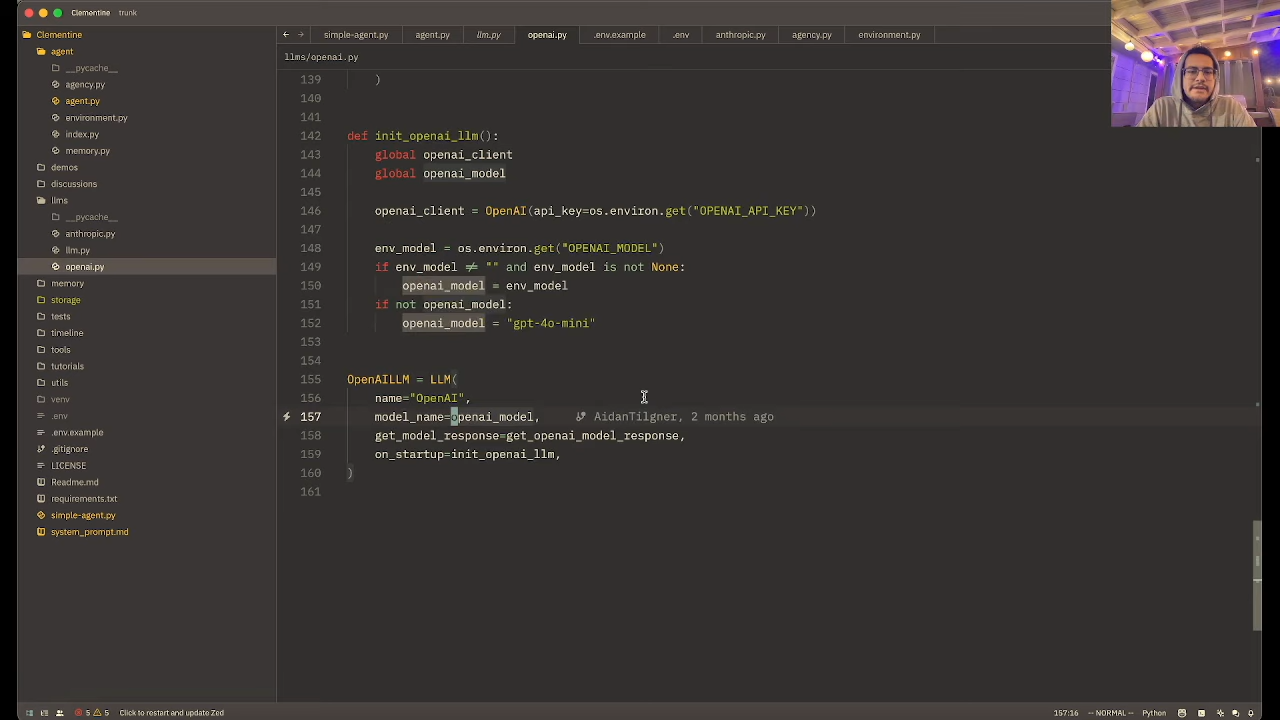 Clementine trunk
Clementine
agent
__pycache__
agency.py
agent.py
environment.py
index.py
memory.py
demos
discussions
llms
__pycache__
anthropic.py
llm.py
openai.py
memory
storage
tests
timeline
tools
tutorials
utils
venv
.env
.env.example
.gitignore
LICENSE
Readme.md
requirements.txt
simple-agent.py
system_prompt.md
simple-agent.py agent.py llm.py openai.py .env.example .env anthropic.py agency.py environment.py
llms/openai.py
139 )
140
141
142 def init_openai_llm():
143 global openai_client
144 global openai_model
145
146 openai_client = OpenAI(api_key=os.environ.get("OPENAI_API_KEY"))
147
148 env_model = os.environ.get("OPENAI_MODEL")
149 if env_model ≠ "" and env_model is not None:
150 openai_model = env_model
151 if not openai_model:
152 openai_model = "gpt-4o-mini"
153
154
155 OpenAILLM = LLM(
156 name="OpenAI",
157 model_name=openai_model, AidanTilgner, 2 months ago
158 get_model_response=get_openai_model_response,
159 on_startup=init_openai_llm,
160 )
161
5 5 Click to restart and update Zed 157:16 -- NORMAL -- Python